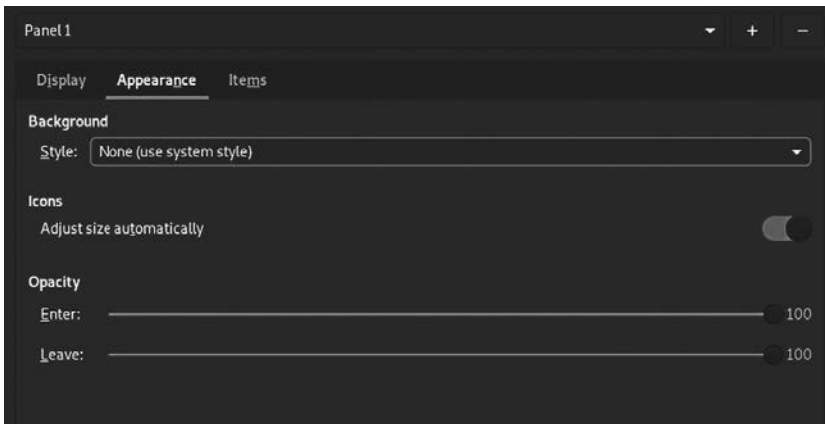 Panel 1
Display Appearance Items
Background
Style: None (use system style)
Icons
Adjust size automatically
Opacity
Enter: 100
Leave: 100